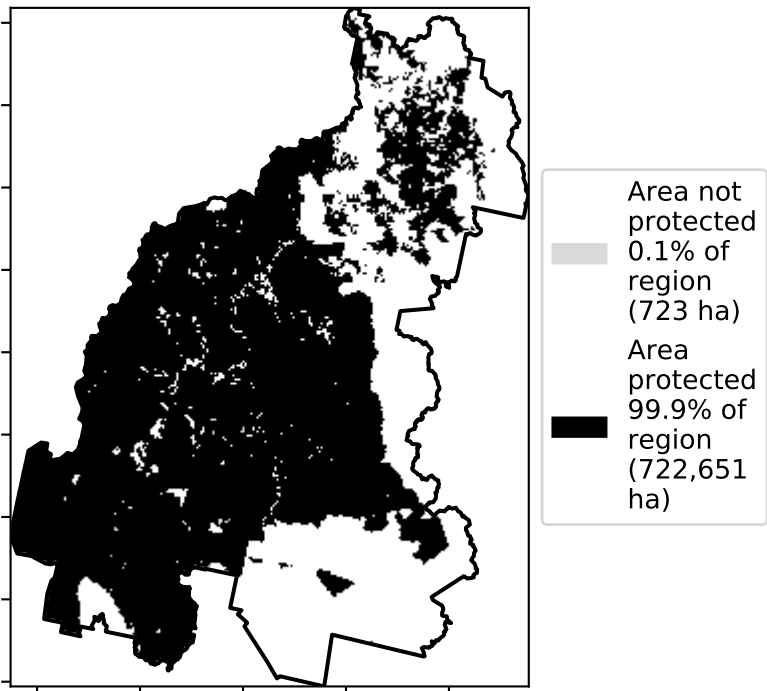 Area not
protected
0.1% of
region
(723 ha)
Area
protected
99.9% of
region
(722,651
ha)